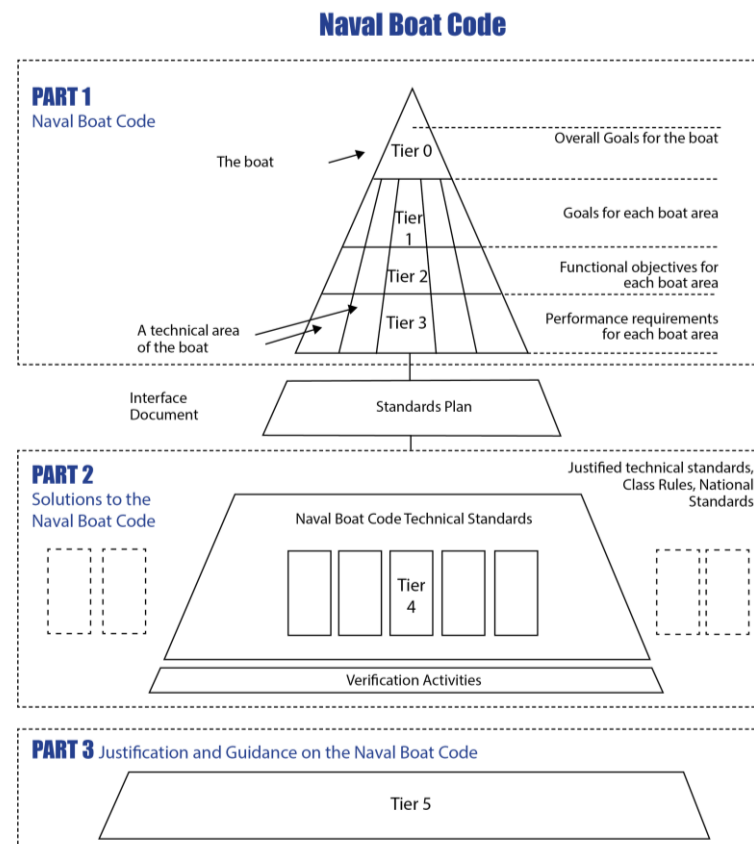 Naval Boat Code
PART 1
Naval Boat Code
The boat
Tier 0
Overall Goals for the boat
Tier
1
Goals for each boat area
Tier 2
Functional objectives for
each boat area
A technical area
of the boat
Tier 3
Performance requirements
for each boat area
Interface
Document
Standards Plan
PART 2
Solutions to the
Naval Boat Code
Justified technical standards,
Class Rules, National
Standards
Naval Boat Code Technical Standards
Tier
4
Verification Activities
PART 3 Justification and Guidance on the Naval Boat Code
Tier 5